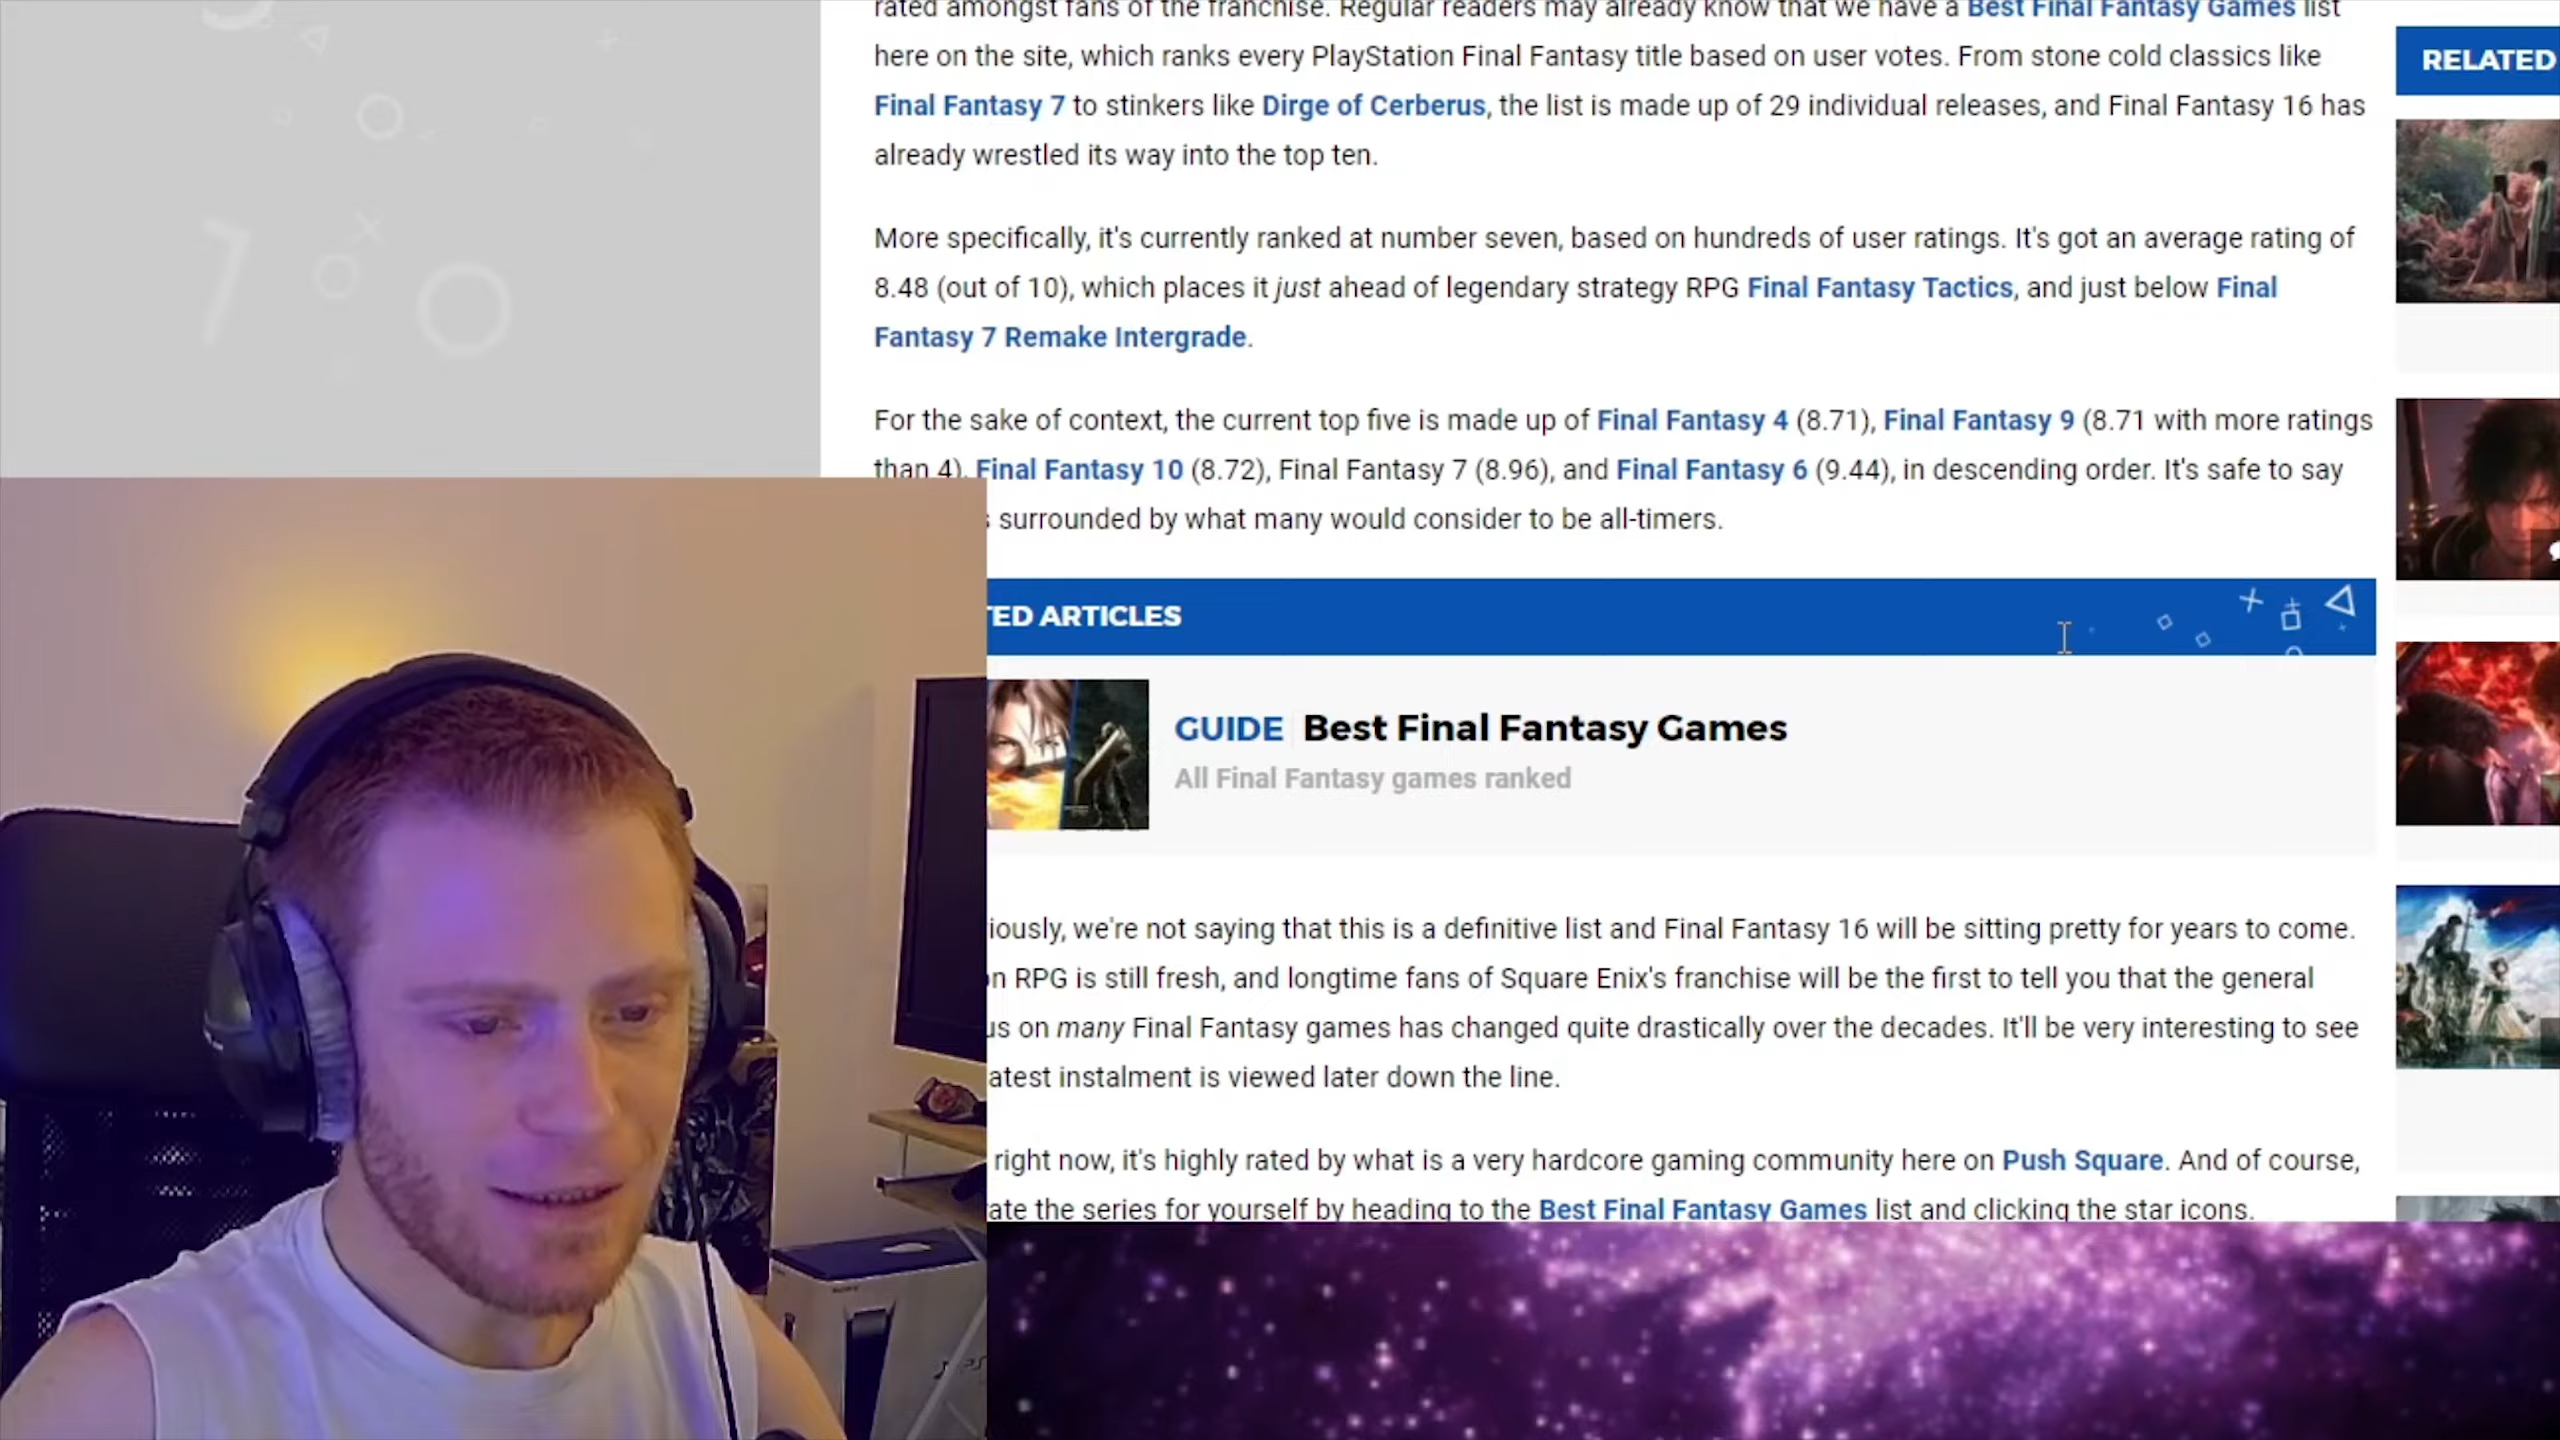 rated amongst fans of the franchise. Regular readers may already know that we have a Best Final Fantasy Games list
here on the site, which ranks every PlayStation Final Fantasy title based on user votes. From stone cold classics like
Final Fantasy 7 to stinkers like Dirge of Cerberus, the list is made up of 29 individual releases, and Final Fantasy 16 has
already wrestled its way into the top ten.
More specifically, it's currently ranked at number seven, based on hundreds of user ratings. It's got an average rating of
8.48 (out of 10), which places it just ahead of legendary strategy RPG Final Fantasy Tactics, and just below Final
Fantasy 7 Remake Intergrade.
For the sake of context, the current top five is made up of Final Fantasy 4 (8.71), Final Fantasy 9 (8.71 with more ratings
than 4), Final Fantasy 10 (8.72), Final Fantasy 7 (8.96), and Final Fantasy 6 (9.44), in descending order. It's safe to say
s surrounded by what many would consider to be all-timers.
TED ARTICLES
GUIDE Best Final Fantasy Games
All Final Fantasy games ranked
iously, we're not saying that this is a definitive list and Final Fantasy 16 will be sitting pretty for years to come.
n RPG is still fresh, and longtime fans of Square Enix's franchise will be the first to tell you that the general
us on many Final Fantasy games has changed quite drastically over the decades. It'll be very interesting to see
atest instalment is viewed later down the line.
right now, it's highly rated by what is a very hardcore gaming community here on Push Square. And of course,
ate the series for yourself by heading to the Best Final Fantasy Games list and clicking the star icons.
RELATED
SONY